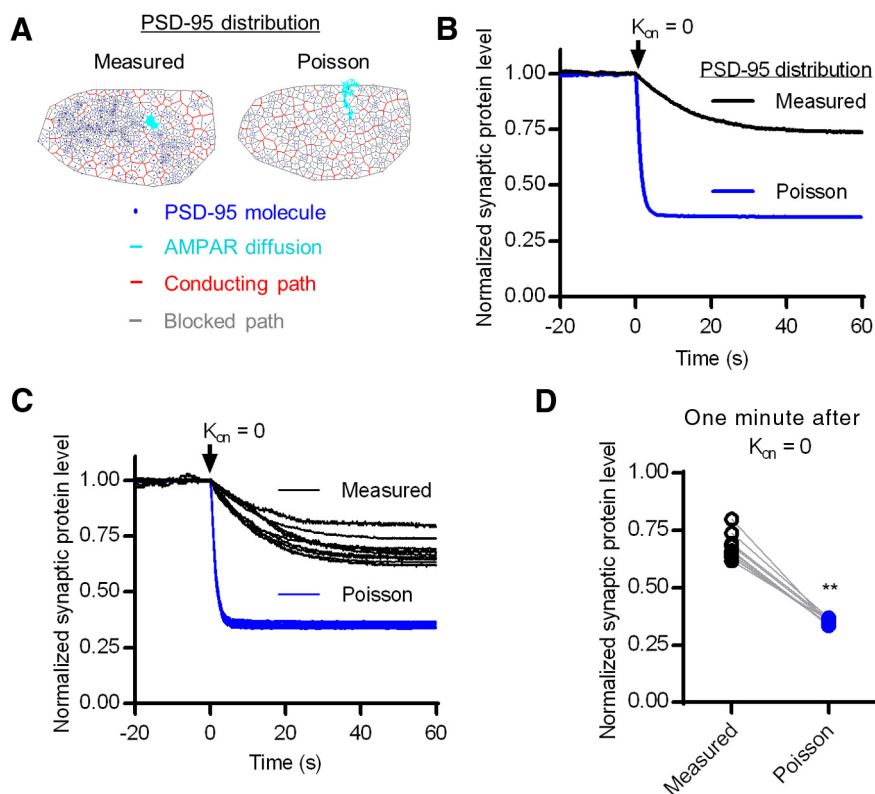 A
PSD-95 distribution
Measured
Poisson
PSD-95 molecule
AMPAR diffusion
Conducting path
Blocked path
B
Kon = 0
Normalized synaptic protein level
1.00
0.75
0.50
0.25
0.00
PSD-95 distribution
Measured
Poisson
-20 0 20 40 60
Time (s)
C
Kon = 0
Normalized synaptic protein level
1.00
0.75
0.50
0.25
0.00
Measured
Poisson
-20 0 20 40 60
Time (s)
D
One minute after
Kon = 0
Normalized synaptic protein level
1.00
0.75
0.50
0.25
0.00
**
Measured
Poisson